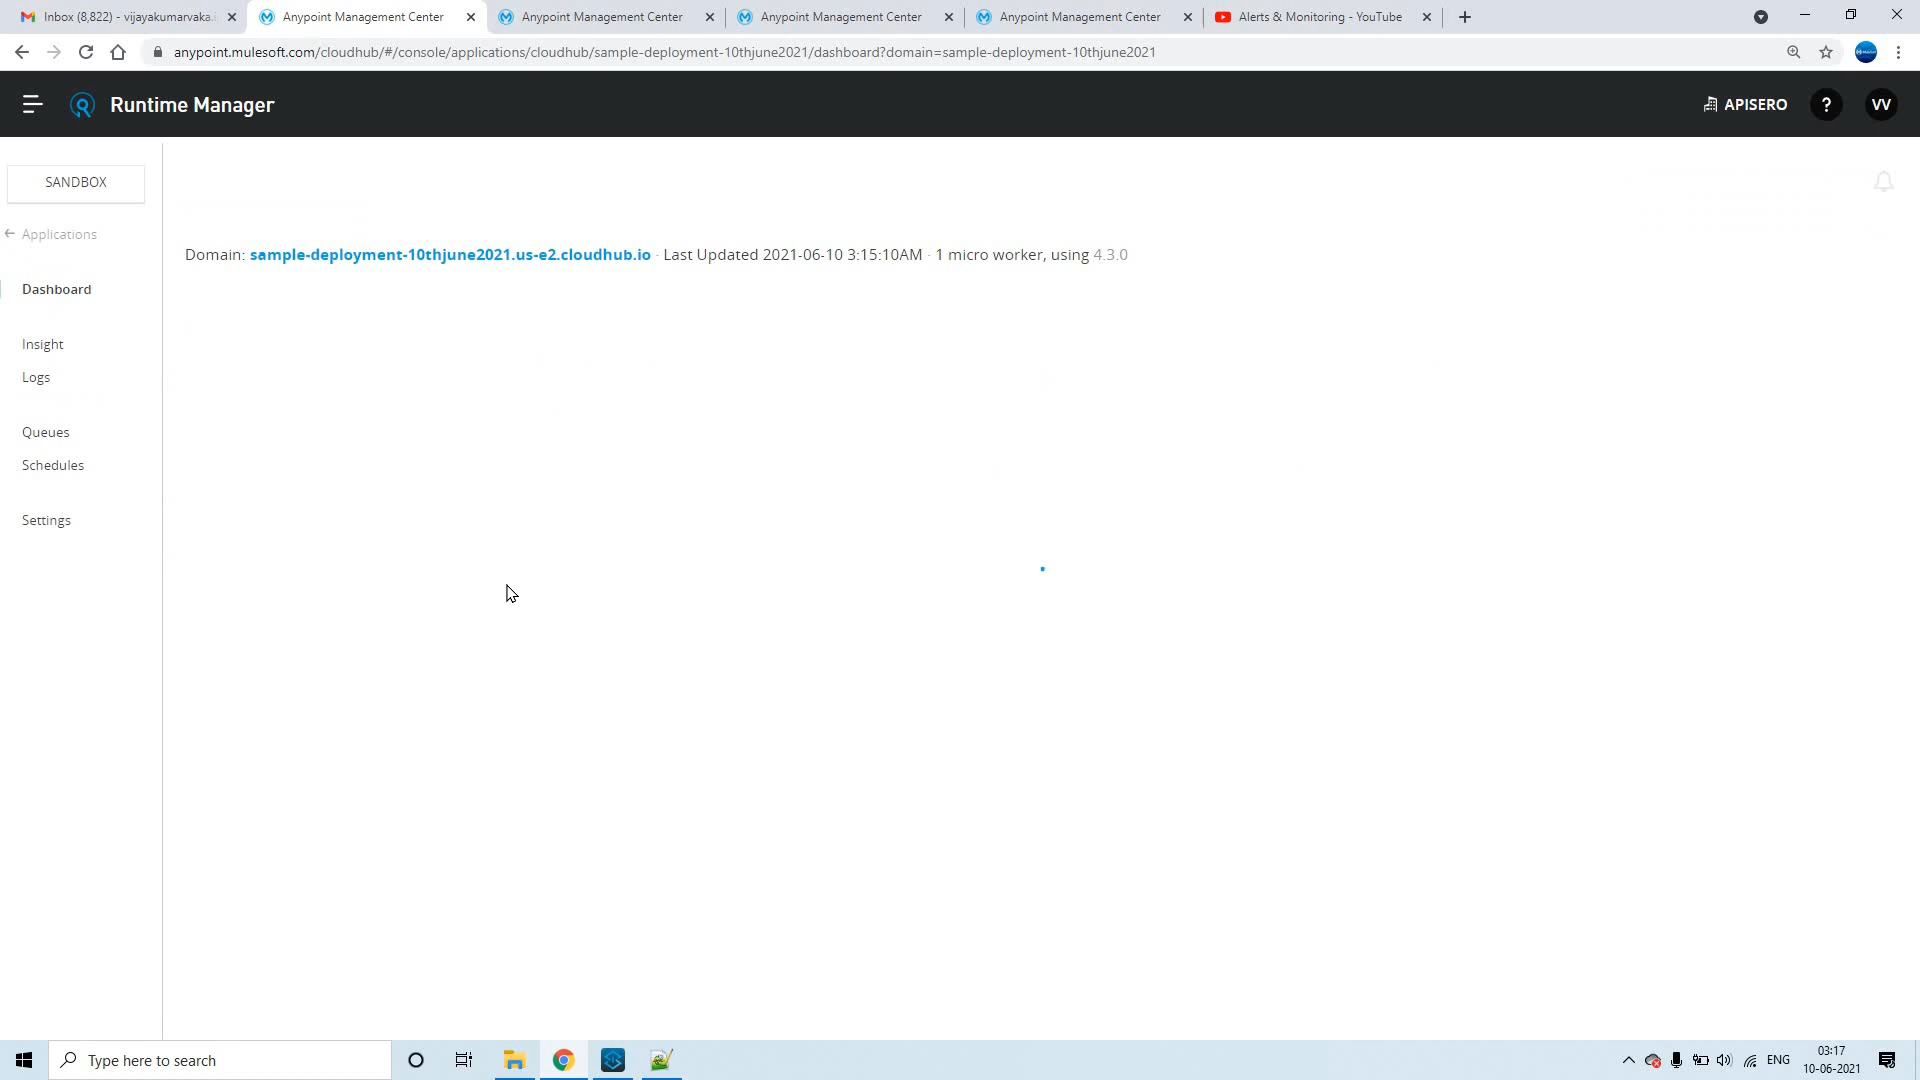 Inbox (8,822) - vijayakumarvaka.i
Anypoint Management Center
Anypoint Management Center
Anypoint Management Center
Anypoint Management Center
Alerts & Monitoring - YouTube
anypoint.mulesoft.com/cloudhub/#/console/applications/cloudhub/sample-deployment-10thjune2021/dashboard?domain=sample-deployment-10thjune2021
Runtime Manager
APISERO
?
VV
SANDBOX
Applications
Domain: sample-deployment-10thjune2021.us-e2.cloudhub.io · Last Updated 2021-06-10 3:15:10AM · 1 micro worker, using 4.3.0
Dashboard
Insight
Logs
Queues
Schedules
Settings
Type here to search
ENG
03:17
10-06-2021